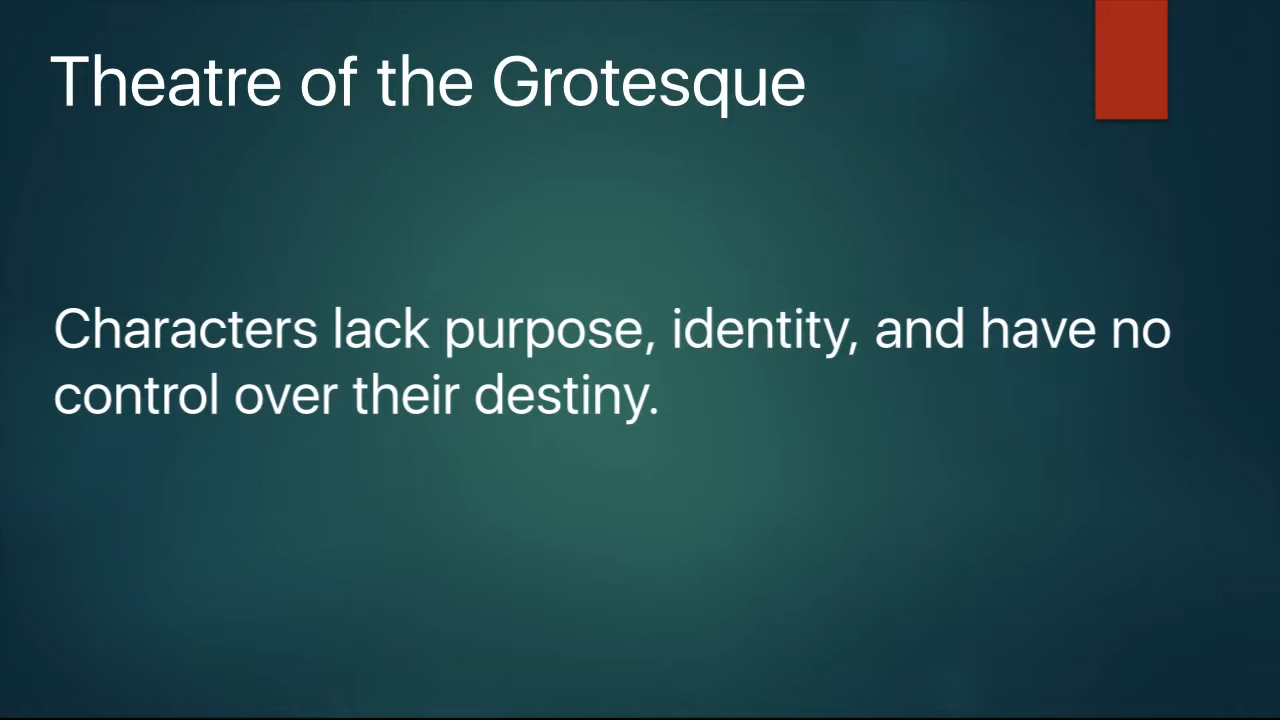 Theatre of the Grotesque
Characters lack purpose, identity, and have no
control over their destiny.